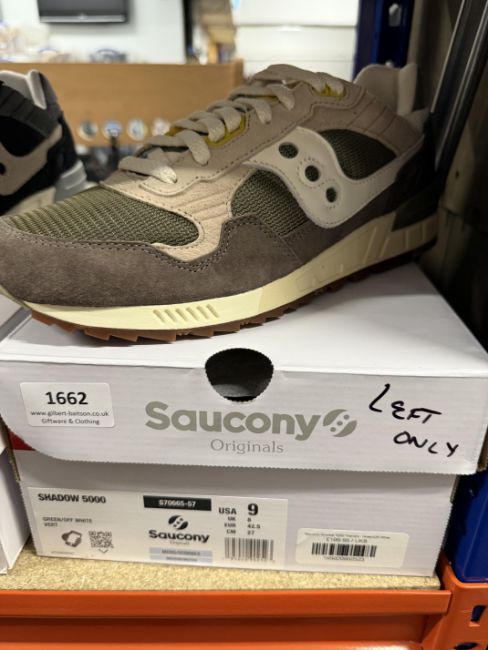 1662
www.gilbert-baitson.co.uk
Giftware & Clothing
Saucony
Originals
LEFT
ONLY
SHADOW 5000
S70665-57
GREEN/OFF WHITE
VERT
Saucony
Originals
USA 9
UK 8
EUR 42.5
CM 27